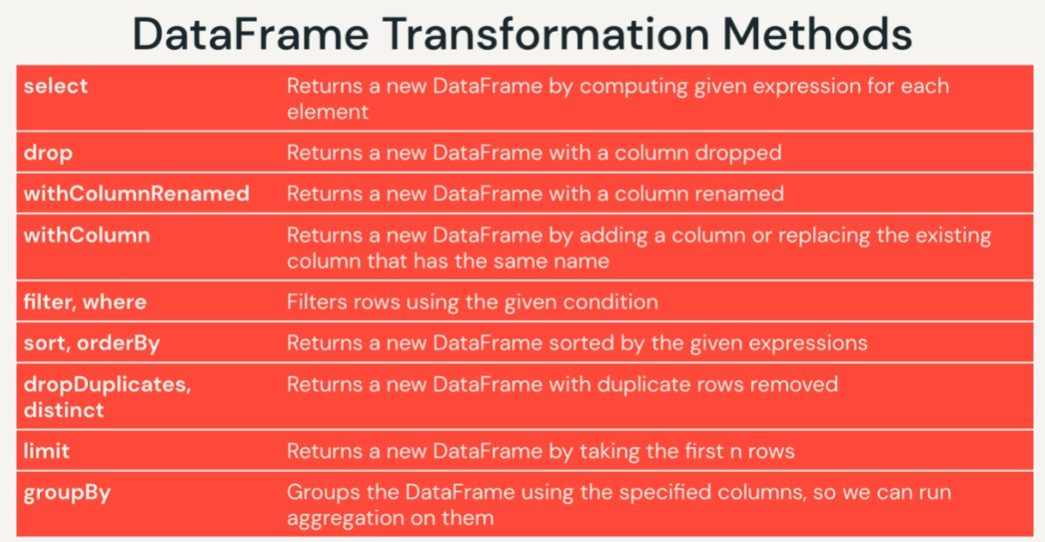 DataFrame Transformation Methods
select
Returns a new DataFrame by computing given expression for each
element
drop
Returns a new DataFrame with a column dropped
withColumnRenamed
Returns a new DataFrame with a column renamed
withColumn
Returns a new DataFrame by adding a column or replacing the existing
column that has the same name
filter, where
Filters rows using the given condition
sort, orderBy
Returns a new DataFrame sorted by the given expressions
dropDuplicates,
distinct
Returns a new DataFrame with duplicate rows removed
limit
Returns a new DataFrame by taking the first n rows
groupBy
Groups the DataFrame using the specified columns, so we can run
aggregation on them